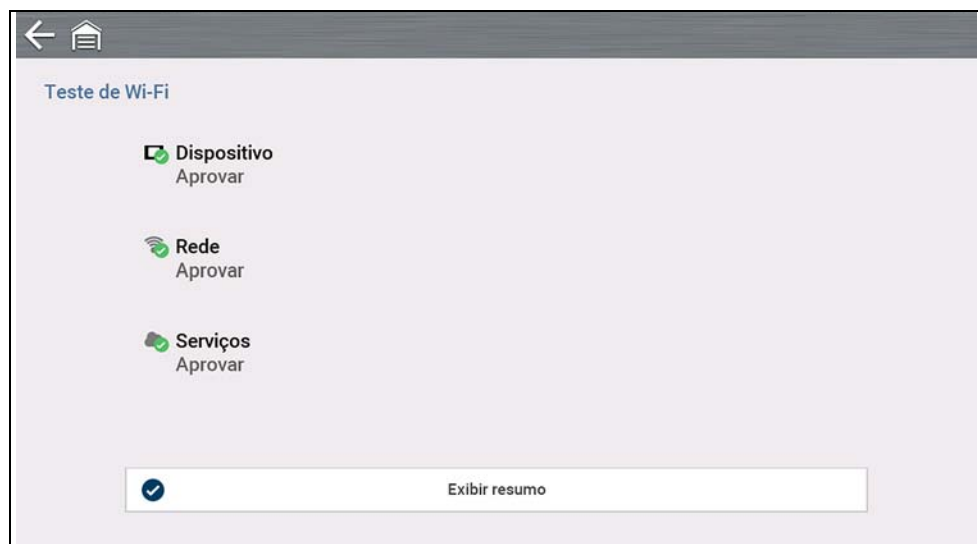 Teste de Wi-Fi
Dispositivo
Aprovar
Rede
Aprovar
Serviços
Aprovar
Exibir resumo